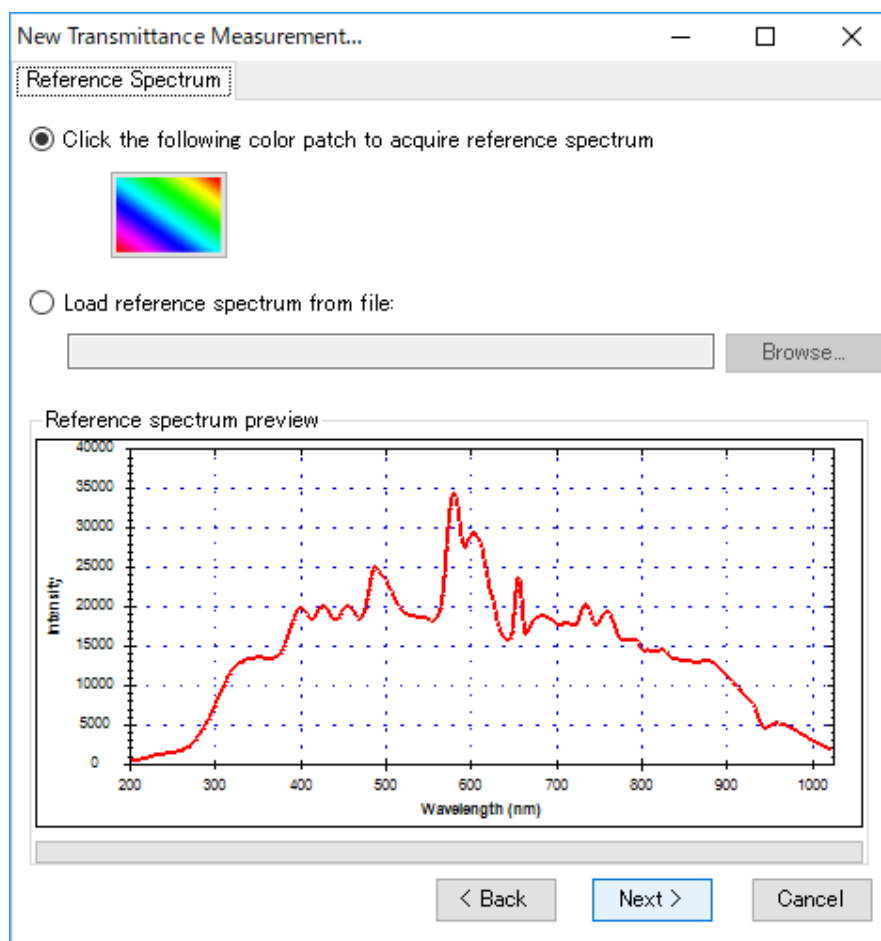 New Transmittance Measurement...
Reference Spectrum
Click the following color patch to acquire reference spectrum
Load reference spectrum from file:
Browse...
Reference spectrum preview
40000
35000
30000
25000
20000
15000
10000
5000
0
Intensity
200 300 400 500 600 700 800 900 1000
Wavelength (nm)
< Back Next > Cancel